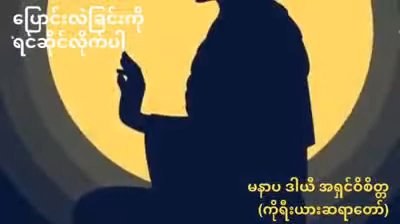 ပြောင်းလဲခြင်းကို
ရင်ဆိုင်လိုက်ပါ
မနာပ ဒါယီ အရှင်ဝိစိတ္တ
(ကိုရီးယားဆရာတော်)